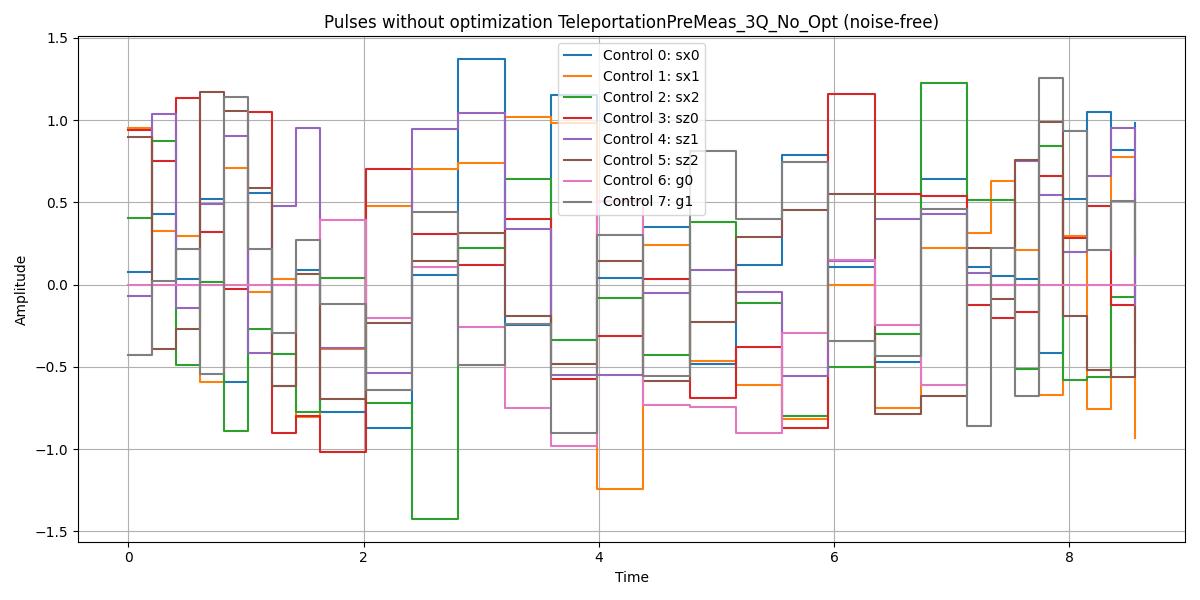 Pulses without optimization TeleportationPreMeas_3Q_No_Opt (noise-free)
1.5
1.0
0.5
0.0
−0.5
−1.0
−1.5
Amplitude
Control 0: sx0
Control 1: sx1
Control 2: sx2
Control 3: sz0
Control 4: sz1
Control 5: sz2
Control 6: g0
Control 7: g1
0 2 4 6 8
Time